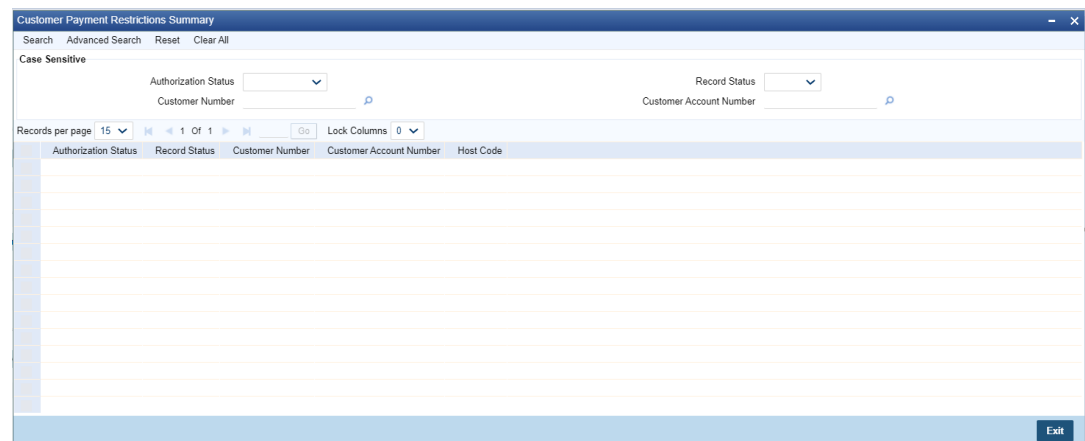 Customer Payment Restrictions Summary
Search Advanced Search Reset Clear All
Case Sensitive
Authorization Status Record Status
Customer Number Customer Account Number
Records per page 15 1 Of 1 Go Lock Columns 0
Authorization Status Record Status Customer Number Customer Account Number Host Code
Exit